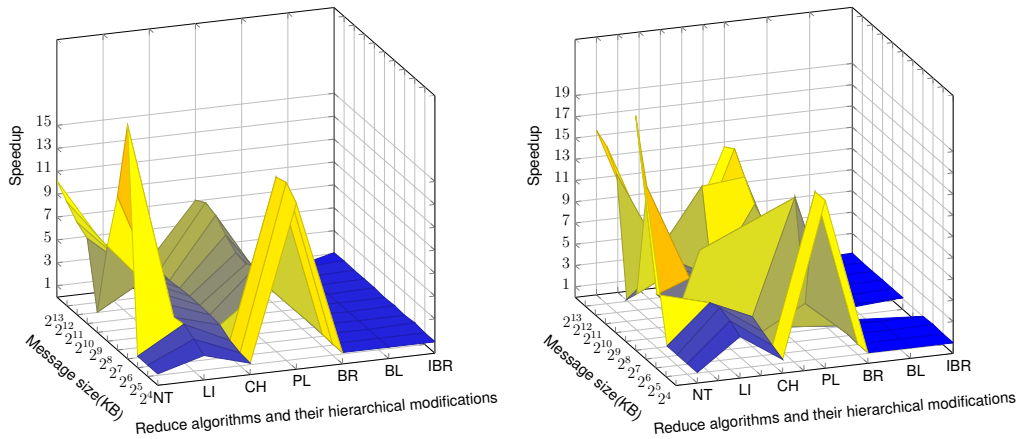 Speedup
15
13
11
9
7
5
3
1
2^13
2^12
2^11
2^10
2^9
2^8
2^7
2^6
2^5
2^4
Message size(KB)
NT
LI
CH
PL
BR
BL
IBR
Reduce algorithms and their hierarchical modifications
Speedup
19
17
15
13
11
9
7
5
3
1
2^13
2^12
2^11
2^10
2^9
2^8
2^7
2^6
2^5
2^4
Message size(KB)
NT
LI
CH
PL
BR
BL
IBR
Reduce algorithms and their hierarchical modifications